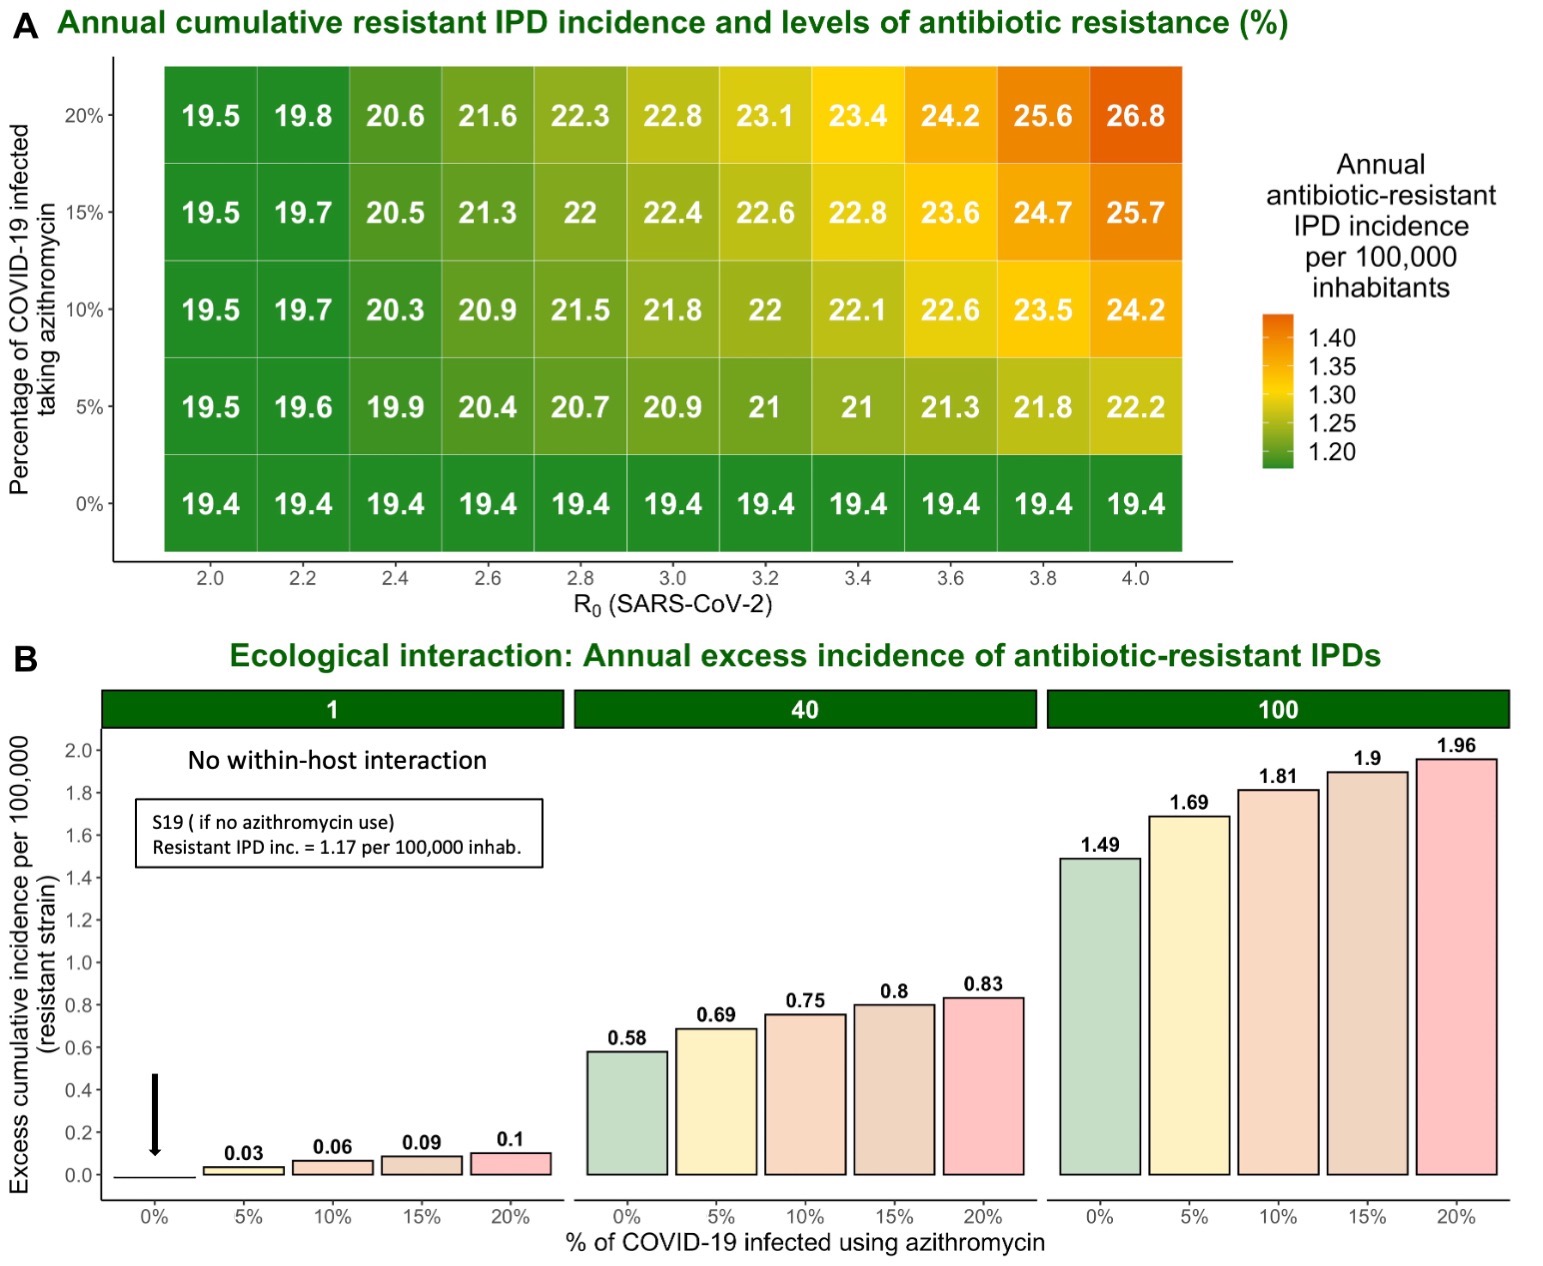 A Annual cumulative resistant IPD incidence and levels of antibiotic resistance (%)
Percentage of COVID-19 infected
taking azithromycin
20% 19.5 19.8 20.6 21.6 22.3 22.8 23.1 23.4 24.2 25.6 26.8
15% 19.5 19.7 20.5 21.3 22 22.4 22.6 22.8 23.6 24.7 25.7
10% 19.5 19.7 20.3 20.9 21.5 21.8 22 22.1 22.6 23.5 24.2
5% 19.5 19.6 19.9 20.4 20.7 20.9 21 21 21.3 21.8 22.2
0% 19.4 19.4 19.4 19.4 19.4 19.4 19.4 19.4 19.4 19.4 19.4
2.0 2.2 2.4 2.6 2.8 3.0 3.2 3.4 3.6 3.8 4.0
R0 (SARS-CoV-2)
Annual
antibiotic-resistant
IPD incidence
per 100,000
inhabitants
1.40
1.35
1.30
1.25
1.20
B Ecological interaction: Annual excess incidence of antibiotic-resistant IPDs
1 40 100
Excess cumulative incidence per 100,000
(resistant strain)
2.0
1.8
1.6
1.4
1.2
1.0
0.8
0.6
0.4
0.2
0.0
No within-host interaction
S19 ( if no azithromycin use)
Resistant IPD inc. = 1.17 per 100,000 inhab.
0.03 0.06 0.09 0.1
0.58 0.69 0.75 0.8 0.83
1.49 1.69 1.81 1.9 1.96
0% 5% 10% 15% 20% 0% 5% 10% 15% 20% 0% 5% 10% 15% 20%
% of COVID-19 infected using azithromycin